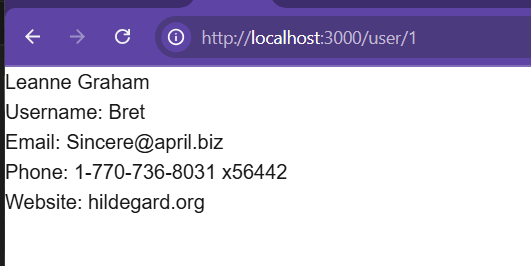 http://localhost:3000/user/1
Leanne Graham
Username: Bret
Email: Sincere@april.biz
Phone: 1-770-736-8031 x56442
Website: hildegard.org